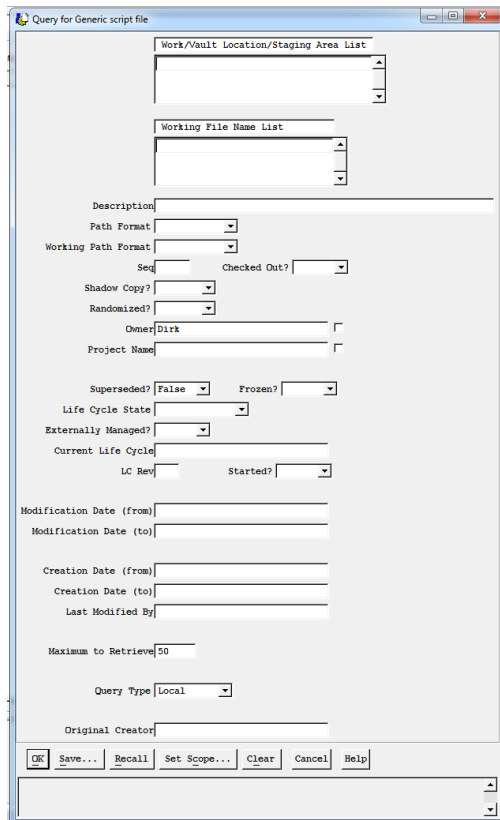 Query for Generic script file
Work/Vault Location/Staging Area List
Working File Name List
Description
Path Format
Working Path Format
Seq Checked Out?
Shadow Copy?
Randomized?
Owner Dirk
Project Name
Superseded? False Frozen?
Life Cycle State
Externally Managed?
Current Life Cycle
LC Rev Started?
Modification Date (from)
Modification Date (to)
Creation Date (from)
Creation Date (to)
Last Modified By
Maximum to Retrieve 50
Query Type Local
Original Creator
OK Save... Recall Set Scope... Clear Cancel Help